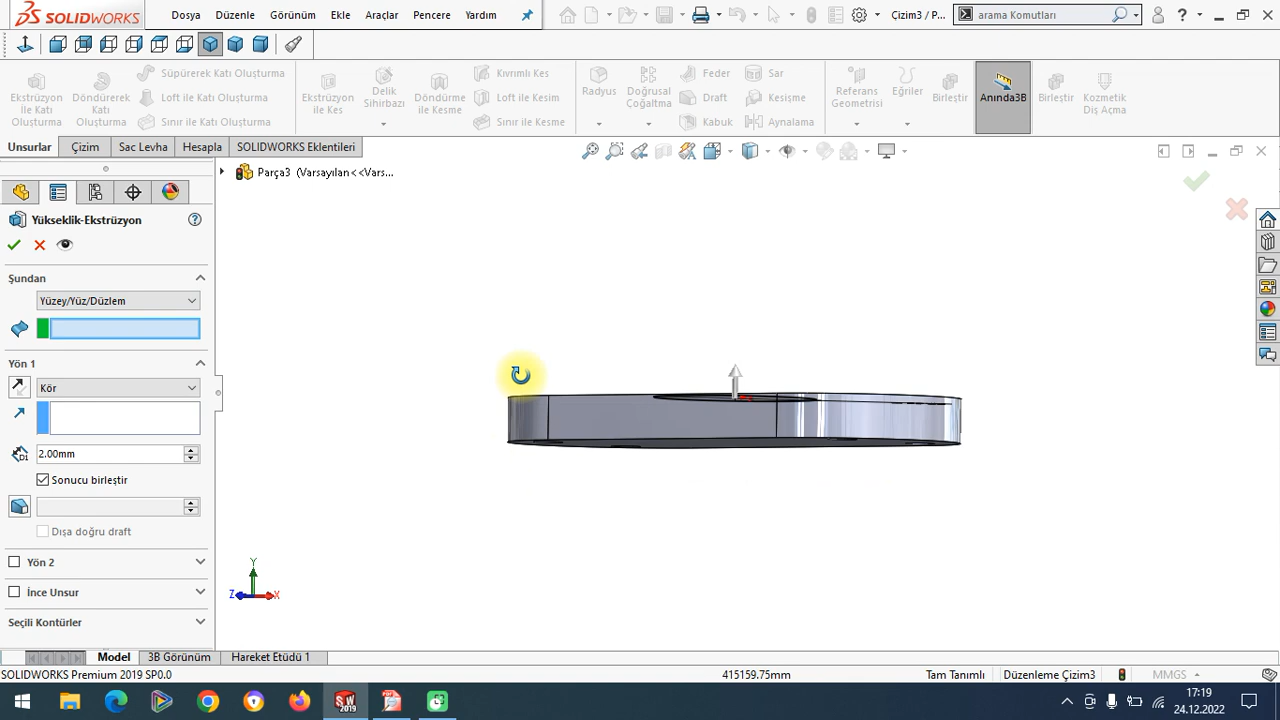 SOLIDWORKS
Dosya
Düzenle
Görünüm
Ekle
Araçlar
Pencere
Yardım
Çizim3 / P...
arama Komutları
Ekstrüzyon
İle Katı
Oluşturma
Döndürerek
Katı
Oluşturma
Süpürerek Katı Oluşturma
Loft ile Katı Oluşturma
Sınır ile Katı Oluşturma
Ekstrüzyon
ile Kes
Delik
Sihirbazı
Döndürme
ile Kesme
Kıvrımlı Kes
Loft ile Kesim
Sınır ile Kesme
Radyus
Doğrusal
Çoğaltma
Feder
Draft
Kabuk
Sar
Kesişme
Aynalama
Referans
Geometrisi
Eğriler
Birleştir
Anında3B
Birleştir
Kozmetik
Diş Açma
Unsurlar
Çizim
Sac Levha
Hesapla
SOLIDWORKS Eklentileri
Parça3 (Varsayılan<<Vars...
Yükseklik-Ekstrüzyon
Şundan
Yüzey/Yüz/Düzlem
Yön 1
Kör
2.00mm
Sonucu birleştir
Dışa doğru draft
Yön 2
İnce Unsur
Seçili Kontürler
Y
Z
X
Model
3B Görünüm
Hareket Etüdü 1
SOLIDWORKS Premium 2019 SP0.0
415159.75mm
Tam Tanımlı
Düzenleme Çizim3
MMGS
17:19
24.12.2022